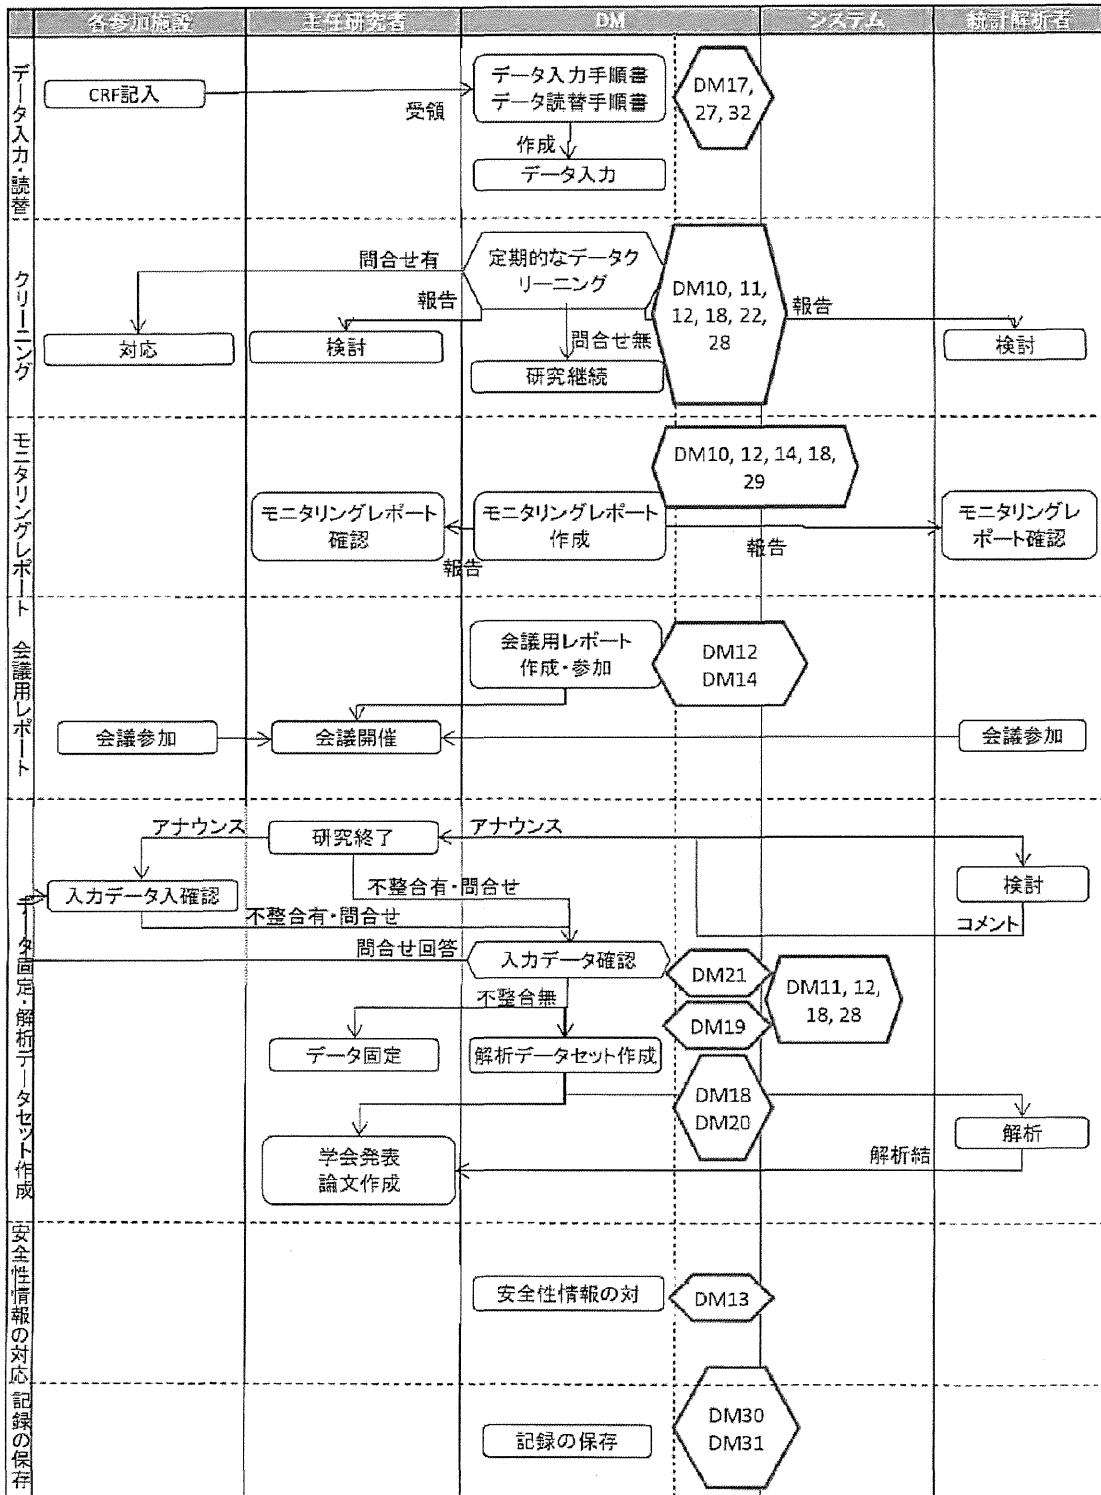 各参加施設
主任研究者
DM
システム
統計解析者
データ入力・読替
CRF記入
受領
データ入力手順書
データ読替手順書
DM17,
27, 32
作成
データ入力
クリーニング
問合せ有
定期的なデータク
リーニング
報告
DM10, 11,
12, 18, 22,
28
報告
対応
検討
問合せ無
検討
研究継続
モニタリングレポート
DM10, 12, 14, 18,
29
モニタリングレポート
確認
モニタリングレポート
作成
モニタリングレ
ポート確認
報告
報告
会議用レポート
会議用レポート
作成・参加
DM12
DM14
会議参加
会議開催
会議参加
データ固定・解析データセット作成
アナウンス
研究終了
アナウンス
入力データ入確認
不整合有・問合せ
検討
不整合有・問合せ
コメント
問合せ回答
入力データ確認
DM21
DM11, 12,
18, 28
不整合無
DM19
データ固定
解析データセット作成
DM18
DM20
解析
学会発表
論文作成
解析結
安全性情報の対応
安全性情報の対
DM13
記録の保存
記録の保存
DM30
DM31